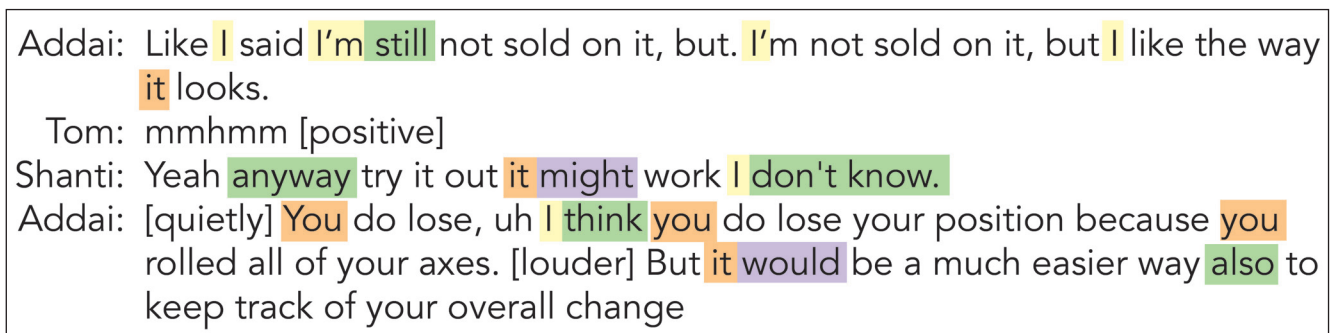 Addai: Like I said I'm still not sold on it, but. I'm not sold on it, but I like the way
it looks.
Tom: mmhmm [positive]
Shanti: Yeah anyway try it out it might work I don't know.
Addai: [quietly] You do lose, uh I think you do lose your position because you
rolled all of your axes. [louder] But it would be a much easier way also to
keep track of your overall change